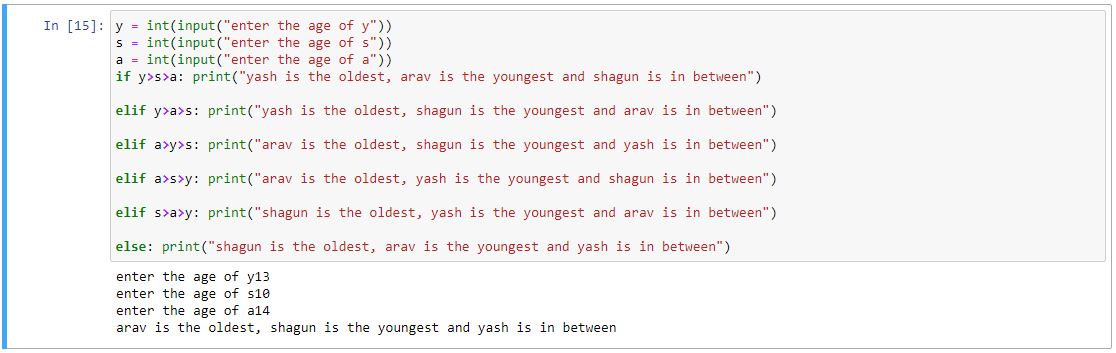 In [15]: y = int(input("enter the age of y"))
s = int(input("enter the age of s"))
a = int(input("enter the age of a"))
if y>s>a: print("yash is the oldest, arav is the youngest and shagun is in between")
elif y>a>s: print("yash is the oldest, shagun is the youngest and arav is in between")
elif a>y>s: print("arav is the oldest, shagun is the youngest and yash is in between")
elif a>s>y: print("arav is the oldest, yash is the youngest and shagun is in between")
elif s>a>y: print("shagun is the oldest, yash is the youngest and arav is in between")
else: print("shagun is the oldest, arav is the youngest and yash is in between")
enter the age of y13
enter the age of s10
enter the age of a14
arav is the oldest, shagun is the youngest and yash is in between